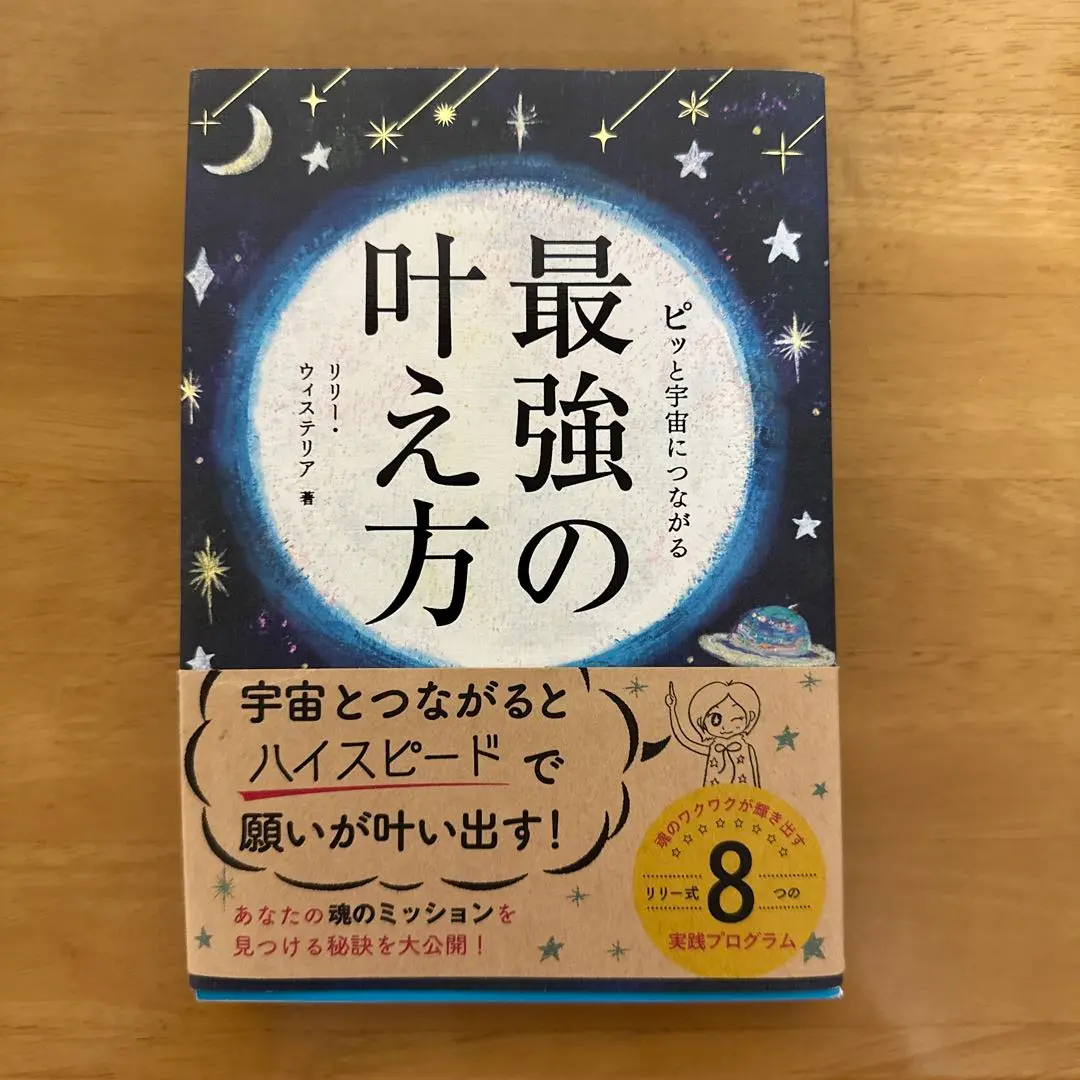 ピッと宇宙につながる
最強の
叶え方
リリー・
ウィステリア 著
宇宙とつながると
ハイスピードで
願いが叶い出す!
あなたの魂のミッションを
見つける秘訣を大公開!
魂のワクワクが輝き出す
リリー式8つの
実践プログラム